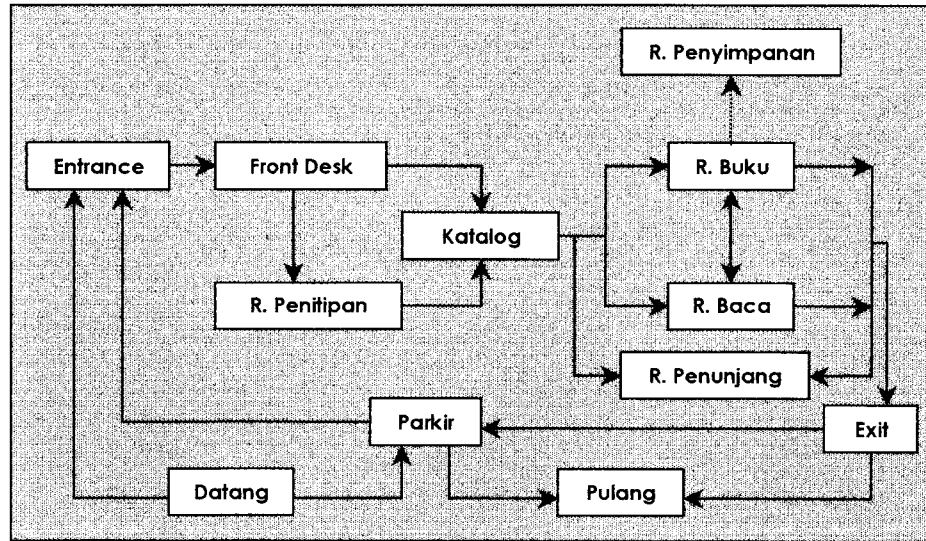 R. Penyimpanan
Entrance
Front Desk
R. Buku
Katalog
R. Penitipan
R. Baca
R. Penunjang
Parkir
Exit
Datang
Pulang